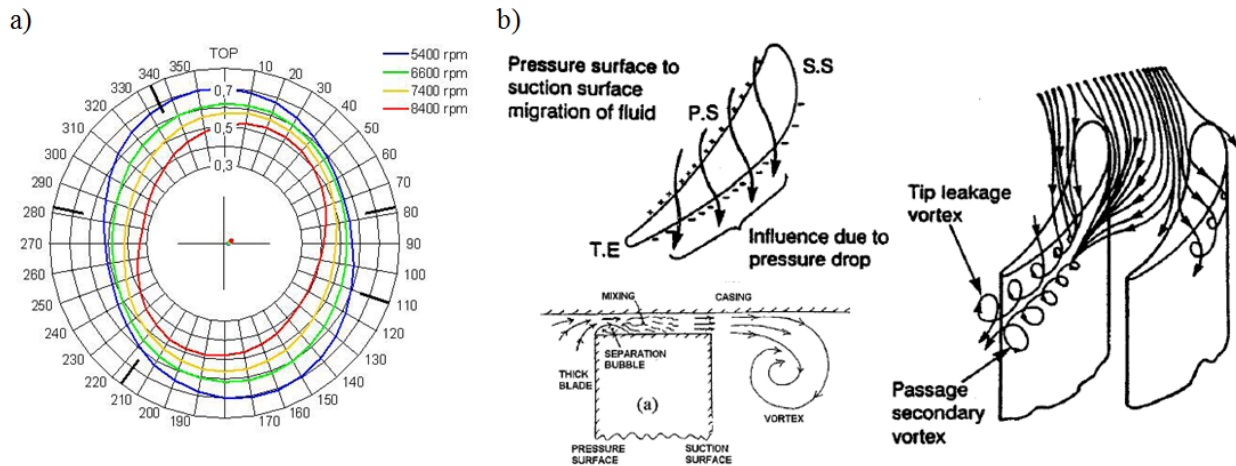 a)
TOP
5400 rpm
6600 rpm
7400 rpm
8400 rpm
350
10
340
20
330
30
320
40
310
50
300
60
290
70
280
80
270
90
260
100
250
110
240
120
230
130
220
140
210
150
200
160
190
170
180
0,7
0,5
0,3
b)
Pressure surface to
suction surface
migration of fluid
S.S
P.S
T.E
Influence due to
pressure drop
MIXING
CASING
SEPARATION
BUBBLE
THICK
BLADE
(a)
VORTEX
PRESSURE
SURFACE
SUCTION
SURFACE
Tip leakage
vortex
Passage
secondary
vortex